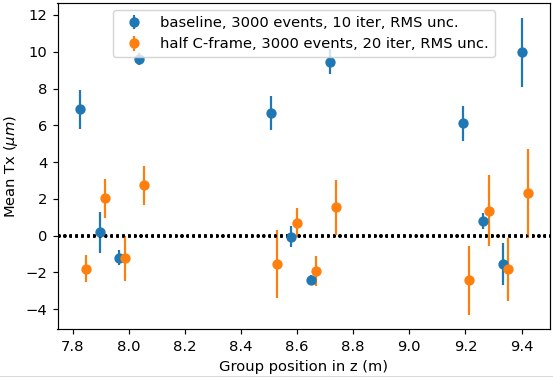 baseline, 3000 events, 10 iter, RMS unc.
half C-frame, 3000 events, 20 iter, RMS unc.
12
10
8
6
4
2
0
−2
−4
Mean Tx (μm)
7.8 8.0 8.2 8.4 8.6 8.8 9.0 9.2 9.4
Group position in z (m)